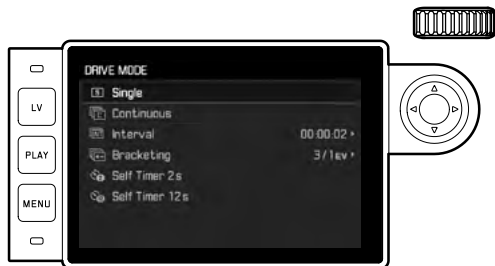 DRIVE MODE
LV
PLAY
MENU
Single
Continuous
Interval 00:00:02
Bracketing 3/1EV
Self Timer 2s
Self Timer 12s